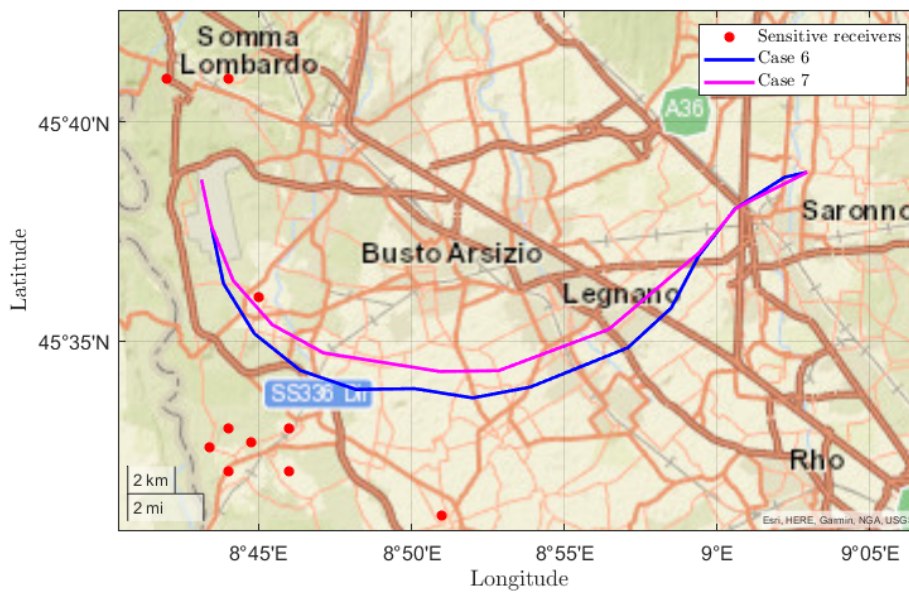 Somma
Lombardo
Sensitive receivers
Case 6
Case 7
A36
45°40'N
Saronno
Busto Arsizio
Legnano
Latitude
45°35'N
SS336 Dir
Rho
2 km
2 mi
Esri, HERE, Garmin, NGA, USGS
8°45'E
8°50'E
8°55'E
9°E
9°05'E
Longitude